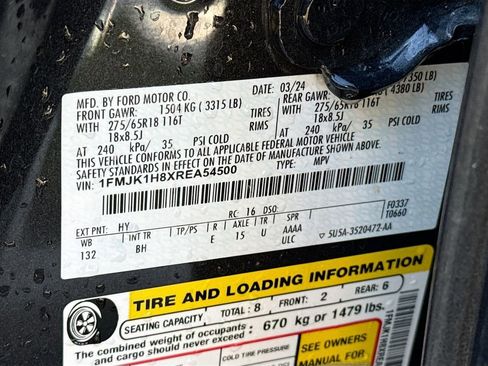 MFD. BY FORD MOTOR CO.
DATE: 03/24
350 LB)
FRONT GAWR: 1504 KG ( 3315 LB)
REAR GAWR: ( 4380 LB)
WITH 275/65R18 116T TIRES
WITH 275/65R18 116T TIRES
18x8.5J
18x8.5J
AT 240 kPa/ 35 PSI COLD
AT 240 kPa/ 35 PSI COLD
THIS VEHICLE CONFORMS TO ALL APPLICABLE FEDERAL MOTOR VEHICLE
SAFETY STANDARDS IN EFFECT ON THE DATE OF MANUFACTURE SHOWN ABOVE.
1FMJK1H8XREA54500
TYPE: MPV
EXT PNT: HY RC: 16 DSO: F0337
WB INT TR TP/PS R AXLE TR SPR T0660
132 BH E 15 U AAAA
ULC 5U5A-3520472-AA
TIRE AND LOADING INFORMATION
SEATING CAPACITY TOTAL: 8 FRONT: 2 REAR: 6
The combined weight of occupants and cargo should never exceed: 670 kg or 1479 lbs.
COLD TIRE PRESSURE
SEE OWNERS
MANUAL FOR